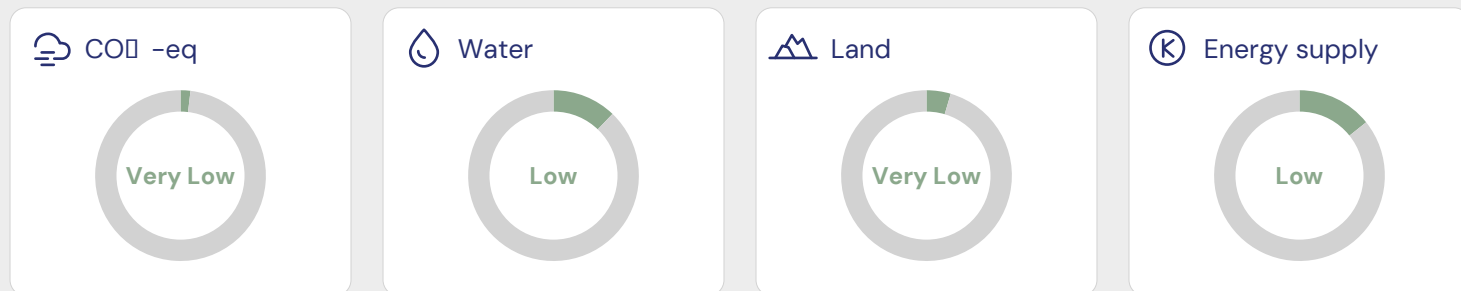 CO▯ -eq
Water
Land
Energy supply
Very Low
Low
Very Low
Low